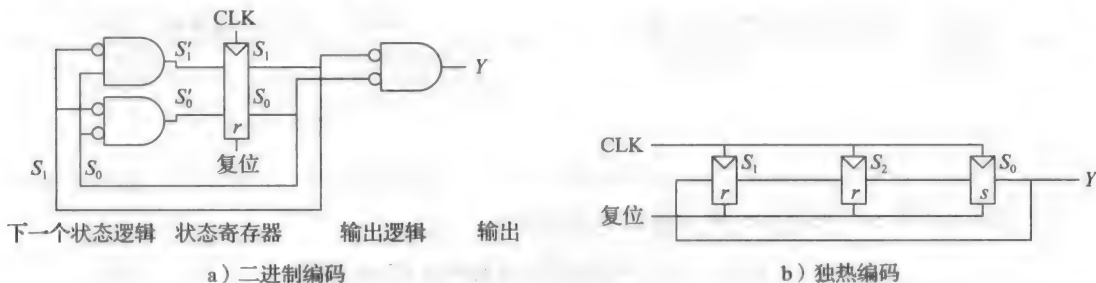 CLK
S₁′ S₁
Y
S₀′ S₀
r
复位
S₁ S₀
下一个状态逻辑 状态寄存器 输出逻辑 输出
a）二进制编码
CLK
S₁ S₂ S₀
Y
r r s
复位
b）独热编码